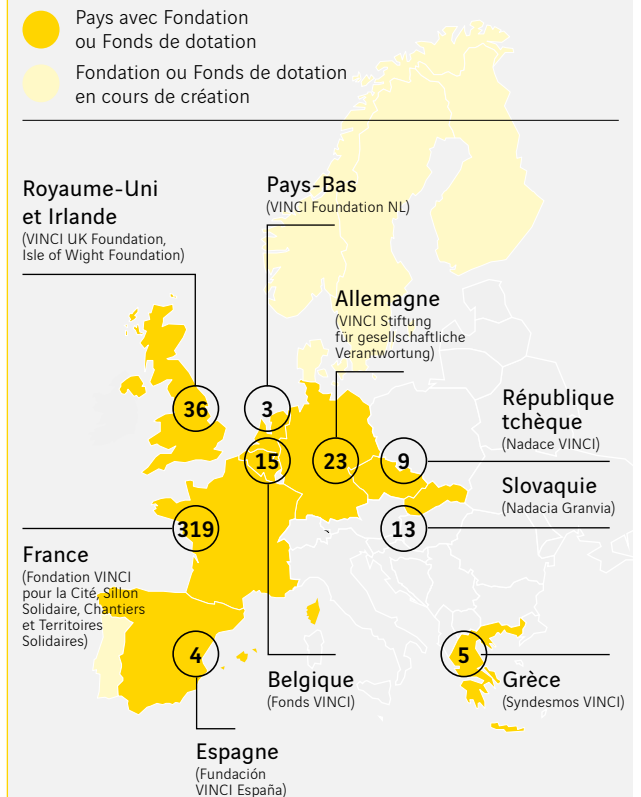 Pays avec Fondation
ou Fonds de dotation
Fondation ou Fonds de dotation
en cours de création
Royaume-Uni
et Irlande
(VINCI UK Foundation,
Isle of Wight Foundation)
Pays-Bas
(VINCI Foundation NL)
Allemagne
(VINCI Stiftung
für gesellschaftliche
Verantwortung)
République
tchèque
(Nadace VINCI)
Slovaquie
(Nadacia Granvia)
36
3
15
23
9
319
13
France
(Fondation VINCI
pour la Cité, Sillon
Solidaire, Chantiers
et Territoires
Solidaires)
4
5
Belgique
(Fonds VINCI)
Grèce
(Syndesmos VINCI)
Espagne
(Fundación
VINCI España)